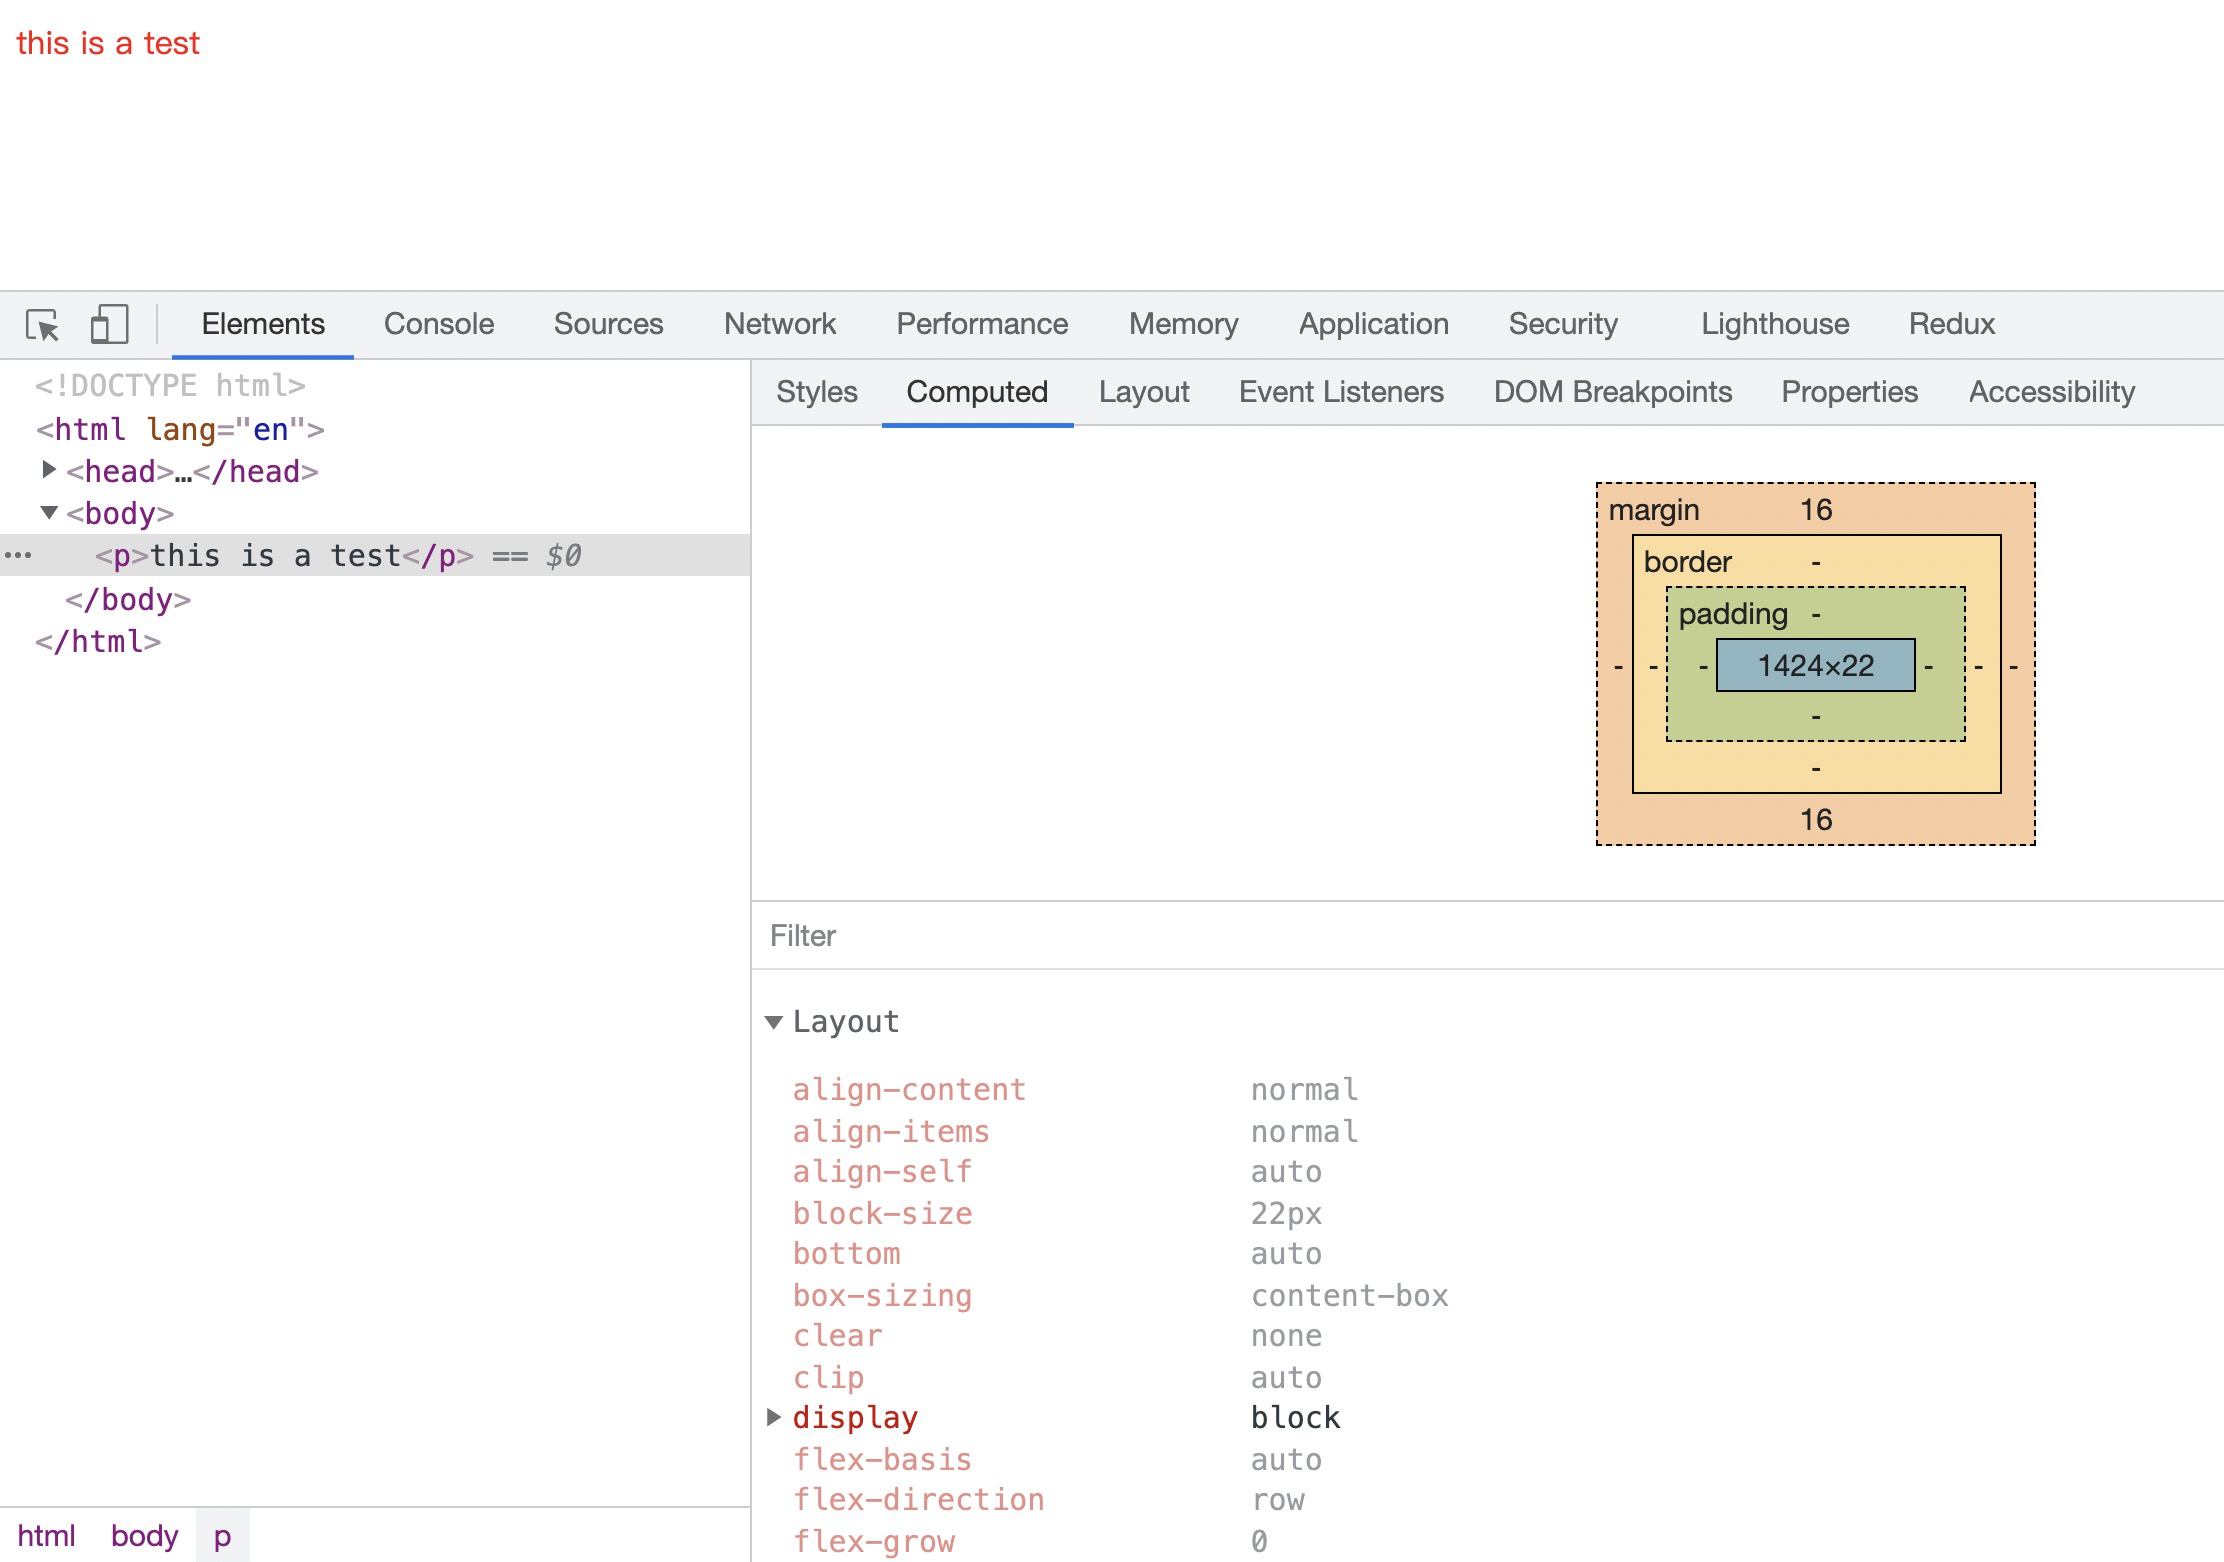 this is a test
Elements Console Sources Network Performance Memory Application Security Lighthouse Redux
<!DOCTYPE html>
<html lang="en">
<head>…</head>
<body>
<p>this is a test</p> == $0
</body>
</html>
html body p
Styles Computed Layout Event Listeners DOM Breakpoints Properties Accessibility
margin 16
border -
padding -
- - - 1424×22 - - -
-
-
16
Filter
Layout
align-content normal
align-items normal
align-self auto
block-size 22px
bottom auto
box-sizing content-box
clear none
clip auto
display block
flex-basis auto
flex-direction row
flex-grow 0